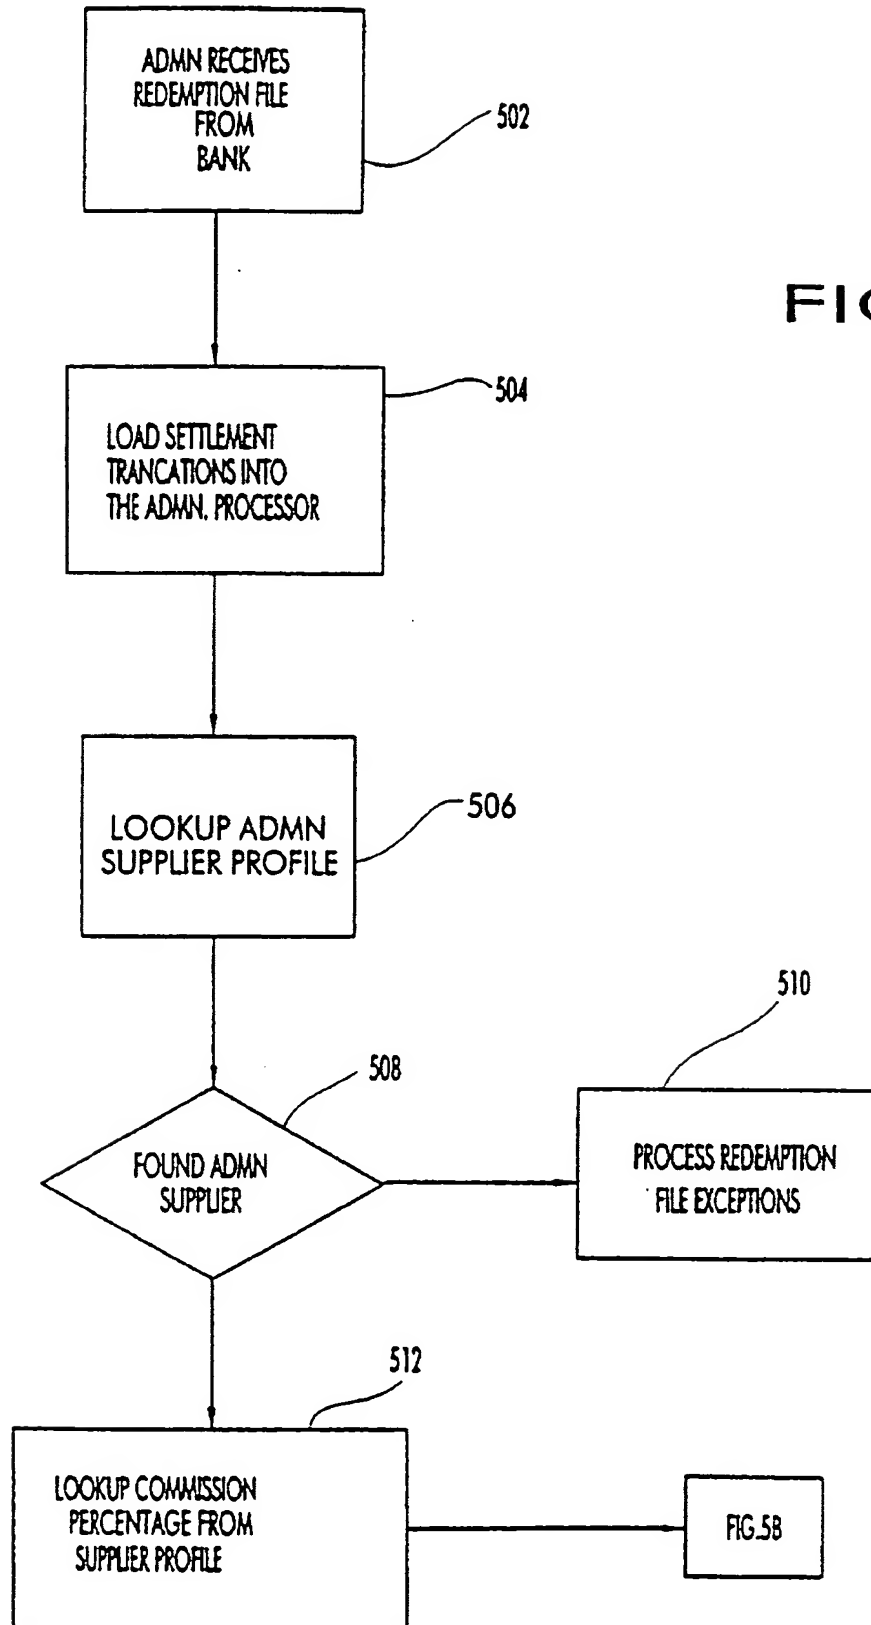 ADMN RECEIVES
REDEMPTION FILE
FROM
BANK
502
FIG
504
LOAD SETTLEMENT
TRANCATIONS INTO
THE ADMN. PROCESSOR
506
LOOKUP ADMN
SUPPLIER PROFILE
510
508
FOUND ADMN
SUPPLIER
PROCESS REDEMPTION
FILE EXCEPTIONS
512
LOOKUP COMMISSION
PERCENTAGE FROM
SUPPLIER PROFILE
FIG.5B